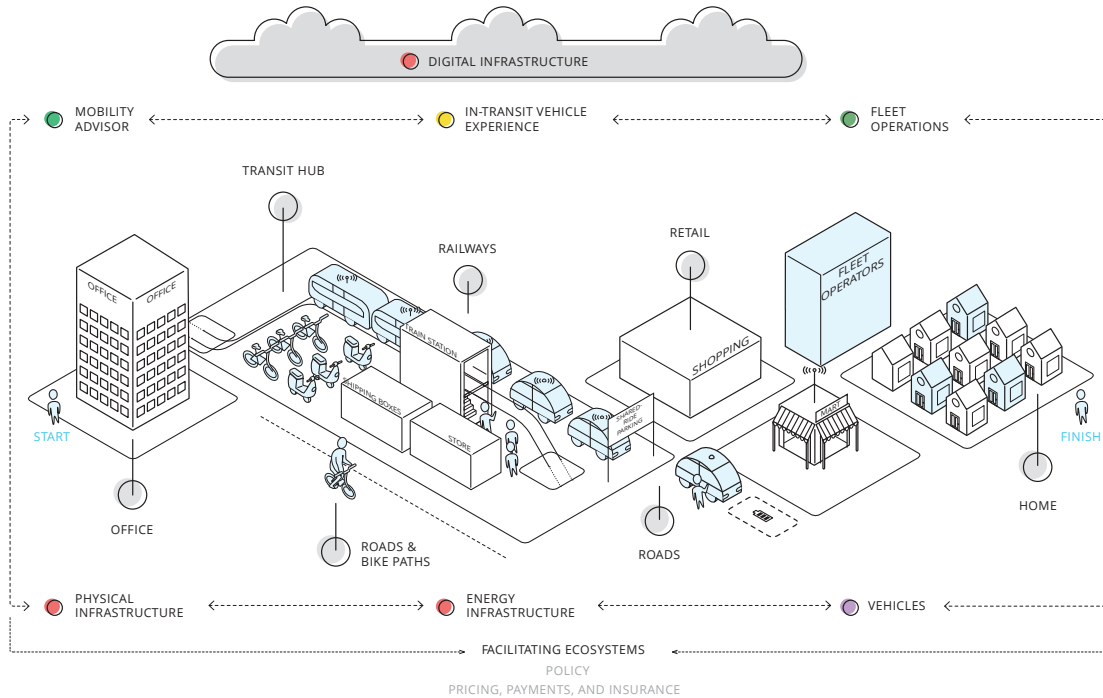 DIGITAL INFRASTRUCTURE
MOBILITY
ADVISOR
IN-TRANSIT VEHICLE
EXPERIENCE
FLEET
OPERATIONS
TRANSIT HUB
RAILWAYS
RETAIL
OFFICE
OFFICE
TRAIN STATION
SHIPPING BOXES
STORE
SHARED-
RIDE
PARKING
SHOPPING
FLEET
OPERATORS
MART
START
FINISH
OFFICE
ROADS &
BIKE PATHS
ROADS
HOME
PHYSICAL
INFRASTRUCTURE
ENERGY
INFRASTRUCTURE
VEHICLES
FACILITATING ECOSYSTEMS
POLICY
PRICING, PAYMENTS, AND INSURANCE